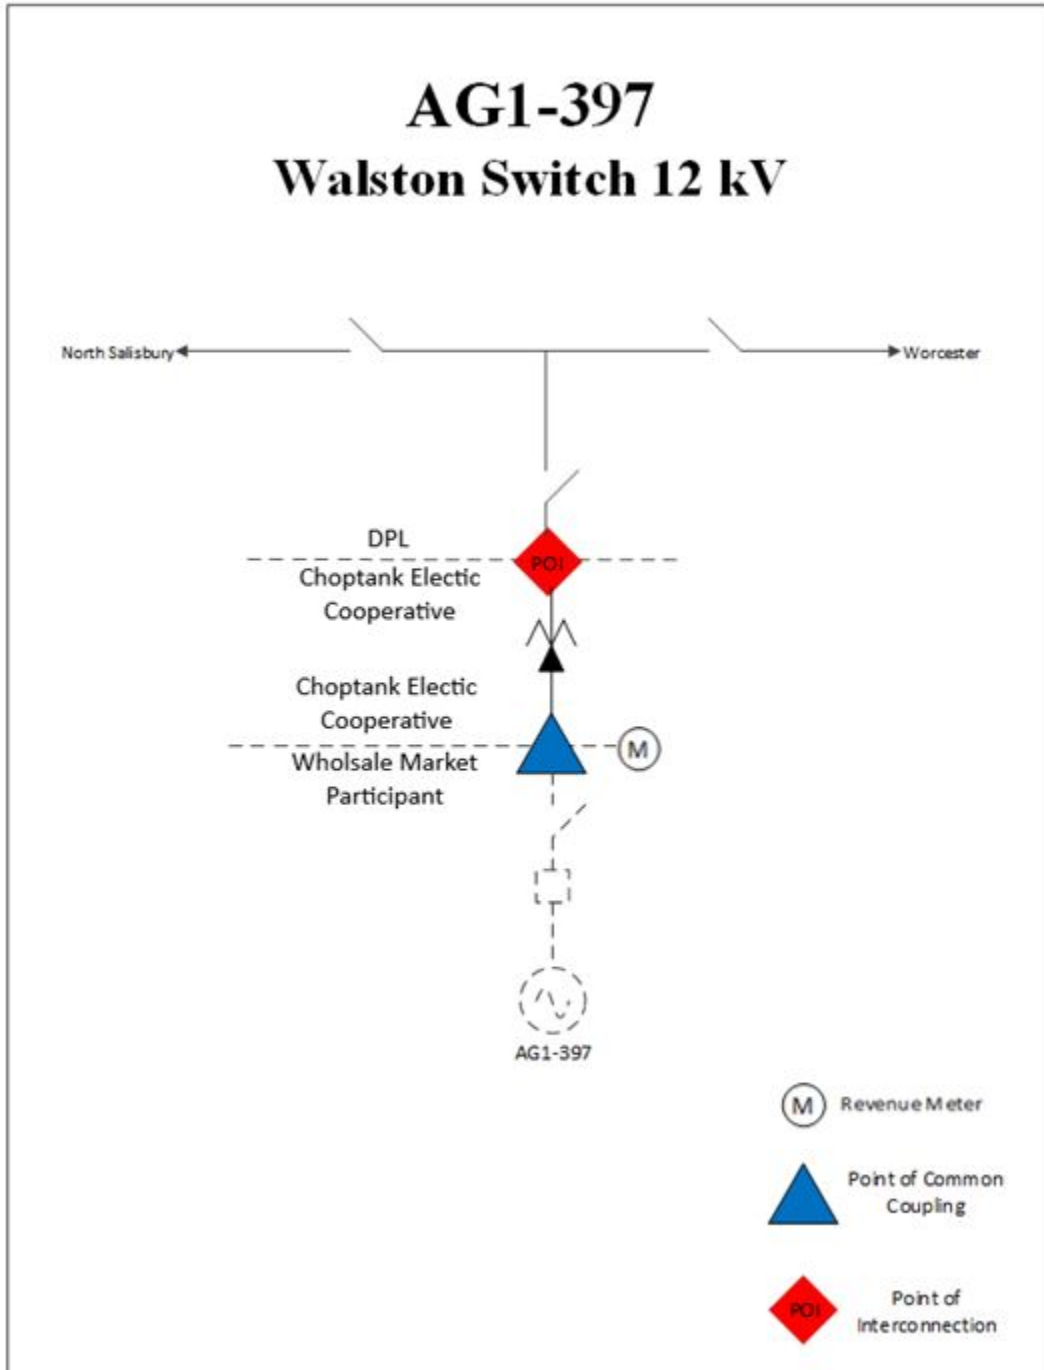 AG1-397
Walston Switch 12 kV
North Salisbury
Worcester
DPL
POI
Choptank Electic
Cooperative
Choptank Electic
Cooperative
M
Wholsale Market
Participant
AG1-397
M Revenue Meter
Point of Common
Coupling
POI
Point of
Interconnection